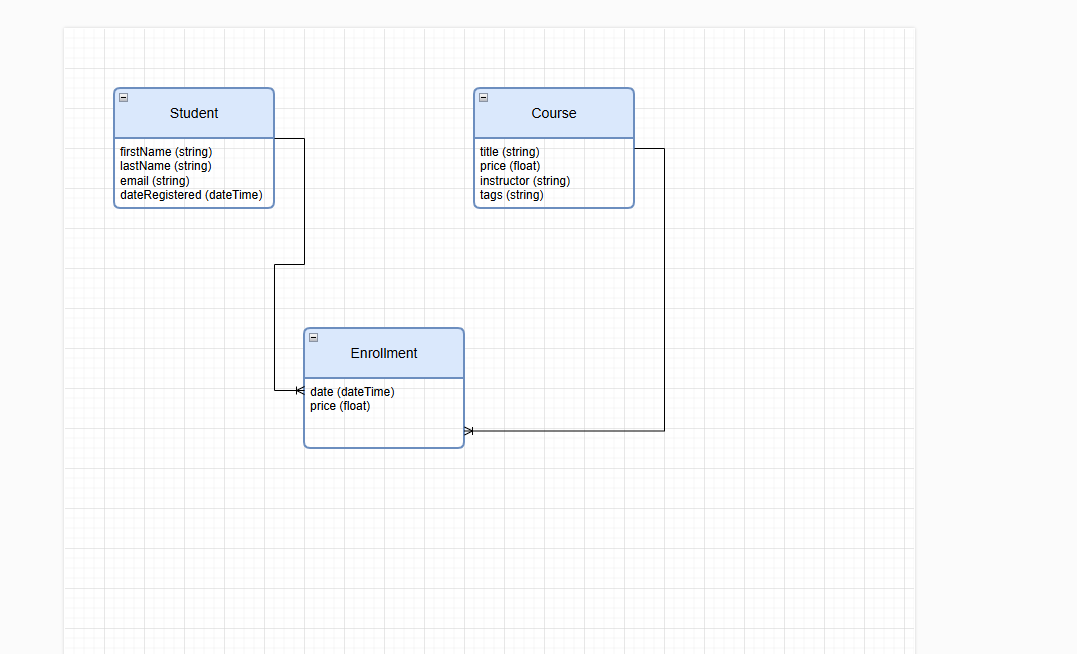 Student
firstName (string)
lastName (string)
email (string)
dateRegistered (dateTime)
Course
title (string)
price (float)
instructor (string)
tags (string)
Enrollment
date (dateTime)
price (float)